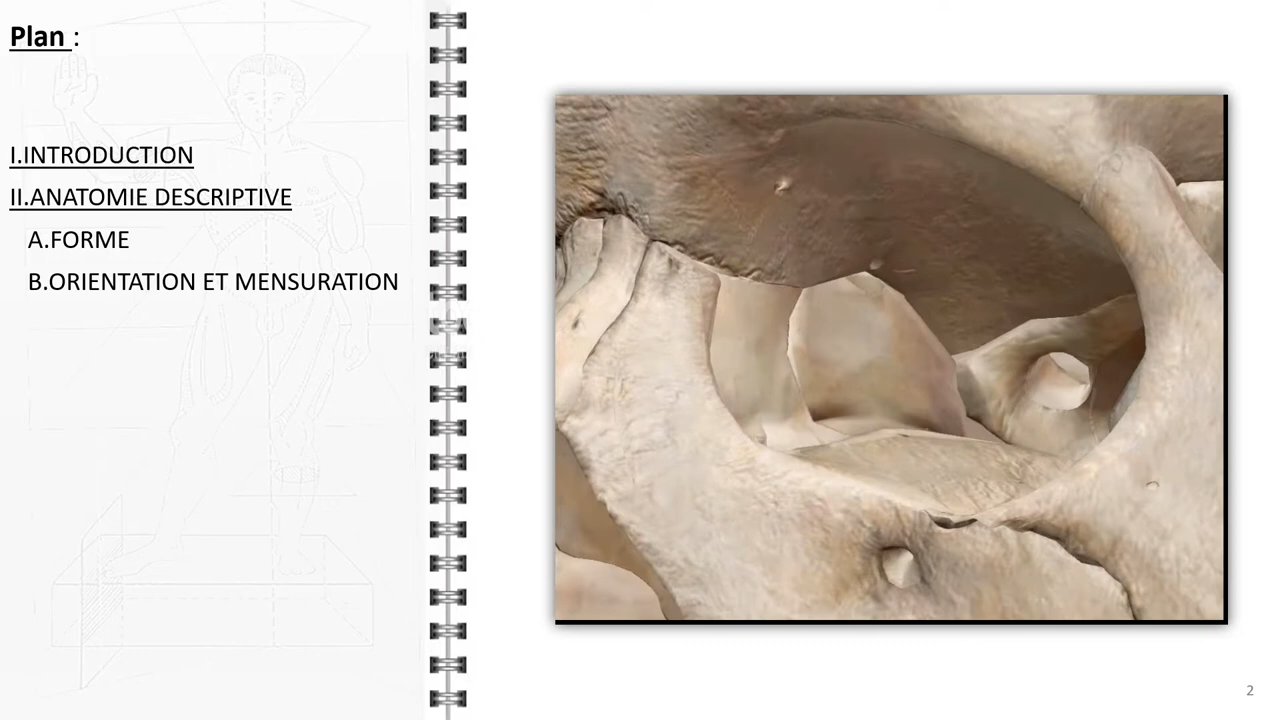 Plan :
I.INTRODUCTION
II.ANATOMIE DESCRIPTIVE
A.FORME
B.ORIENTATION ET MENSURATION
2